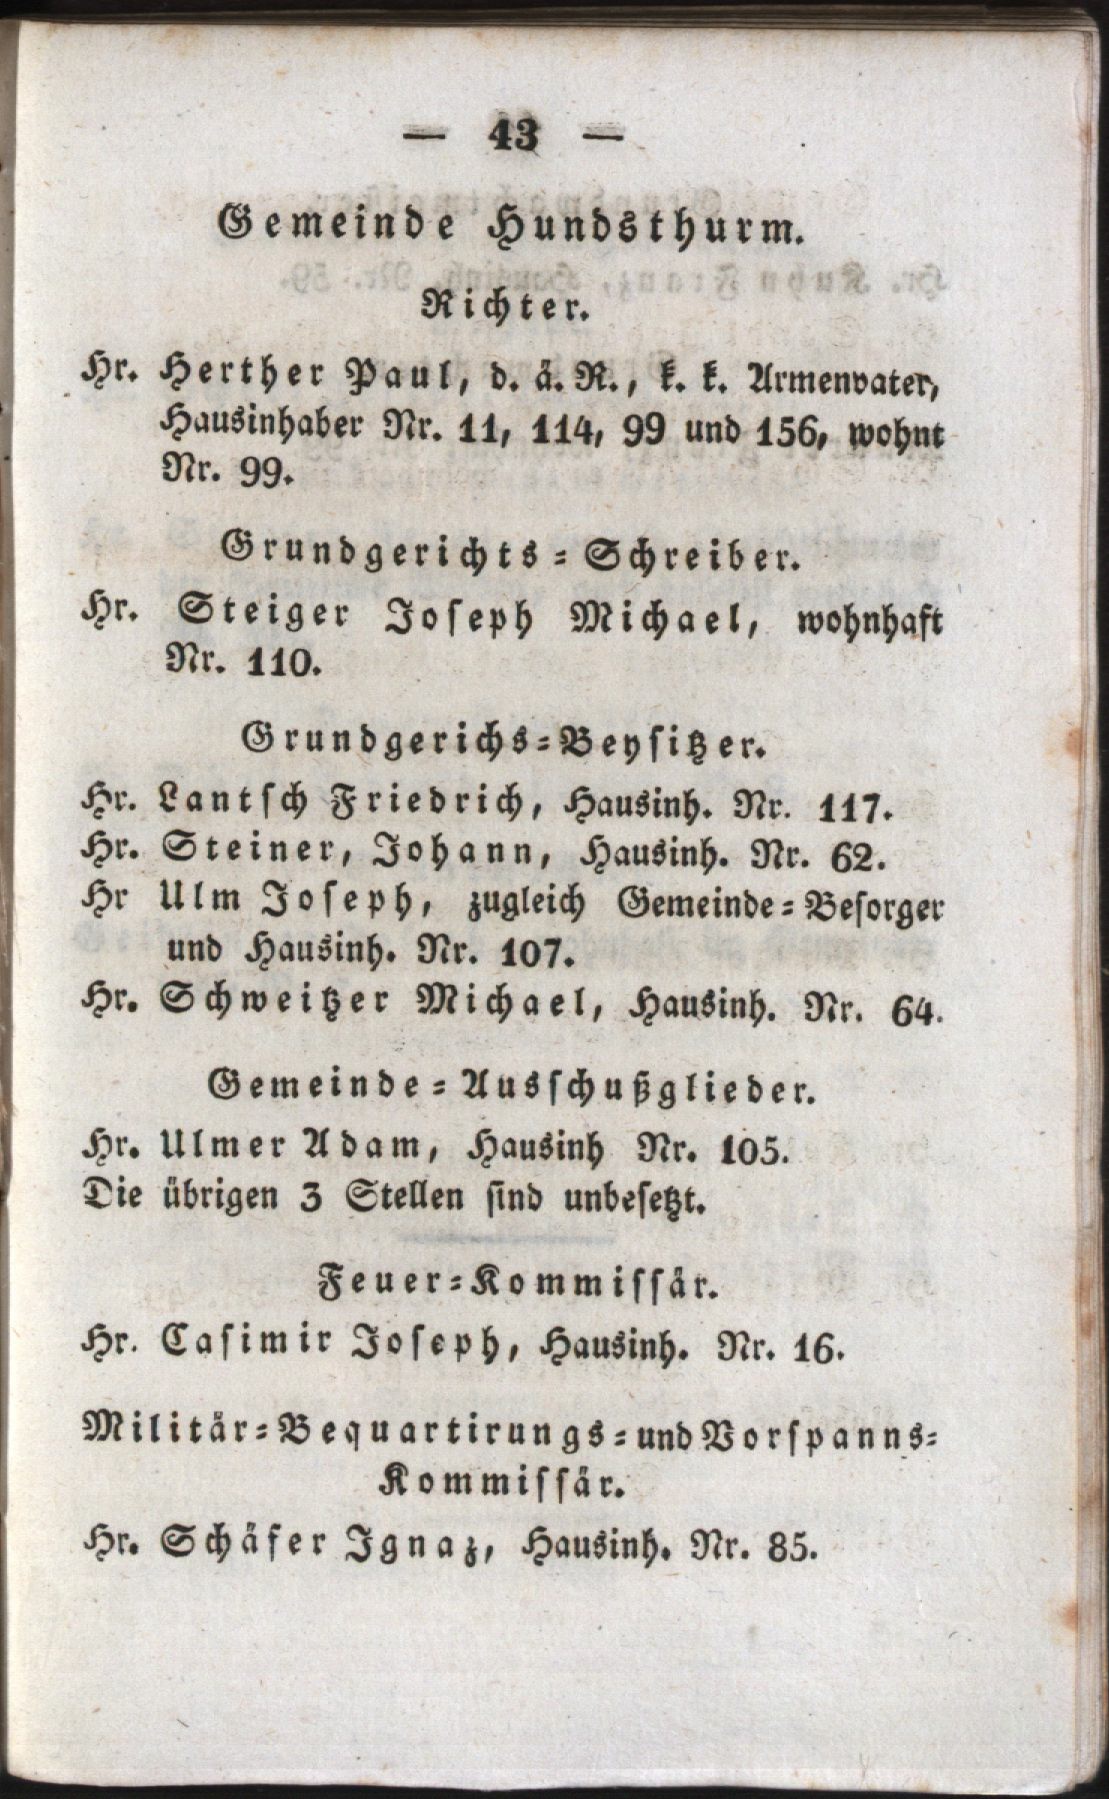 — 43 —
Gemeinde Hundsthurm.
Richter.
Hr. Herther Paul, d. ä. R., k. k. Armenvater,
Hausinhaber Nr. 11, 114, 99 und 156, wohnt
Nr. 99.
Grundgerichts-Schreiber.
Hr. Steiger Joseph Michael, wohnhaft
Nr. 110.
Grundgerichs-Beysitzer.
Hr. Lantsch Friedrich, Hausinh. Nr. 117.
Hr. Steiner, Johann, Hausinh. Nr. 62.
Hr Ulm Joseph, zugleich Gemeinde-Besorger
und Hausinh. Nr. 107.
Hr. Schweitzer Michael, Hausinh. Nr. 64.
Gemeinde-Ausschußglieder.
Hr. Ulmer Adam, Hausinh Nr. 105.
Die übrigen 3 Stellen sind unbesetzt.
Feuer-Kommissär.
Hr. Casimir Joseph, Hausinh. Nr. 16.
Militär-Bequartirungs-und Vorspanns-
Kommissär.
Hr. Schäfer Ignaz, Hausinh. Nr. 85.